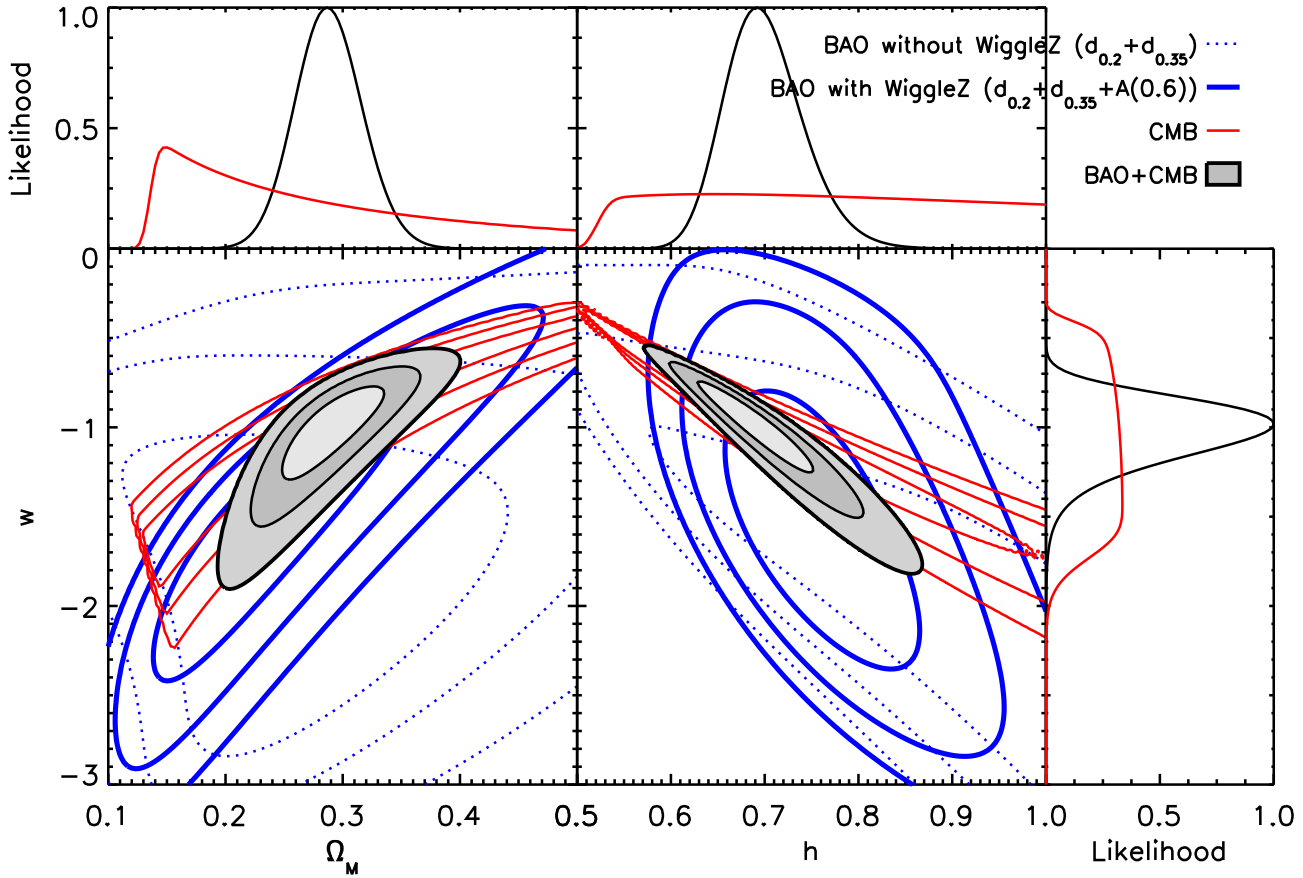 1.0
0.5
Likelihood
BAO without WiggleZ (d0.2+d0.35)
BAO with WiggleZ (d0.2+d0.35+A(0.6))
CMB
BAO+CMB
0
−1
−2
−3
w
0.1 0.2 0.3 0.4 0.5 0.6 0.7 0.8 0.9 1.0 0.5 1.0
ΩM h Likelihood